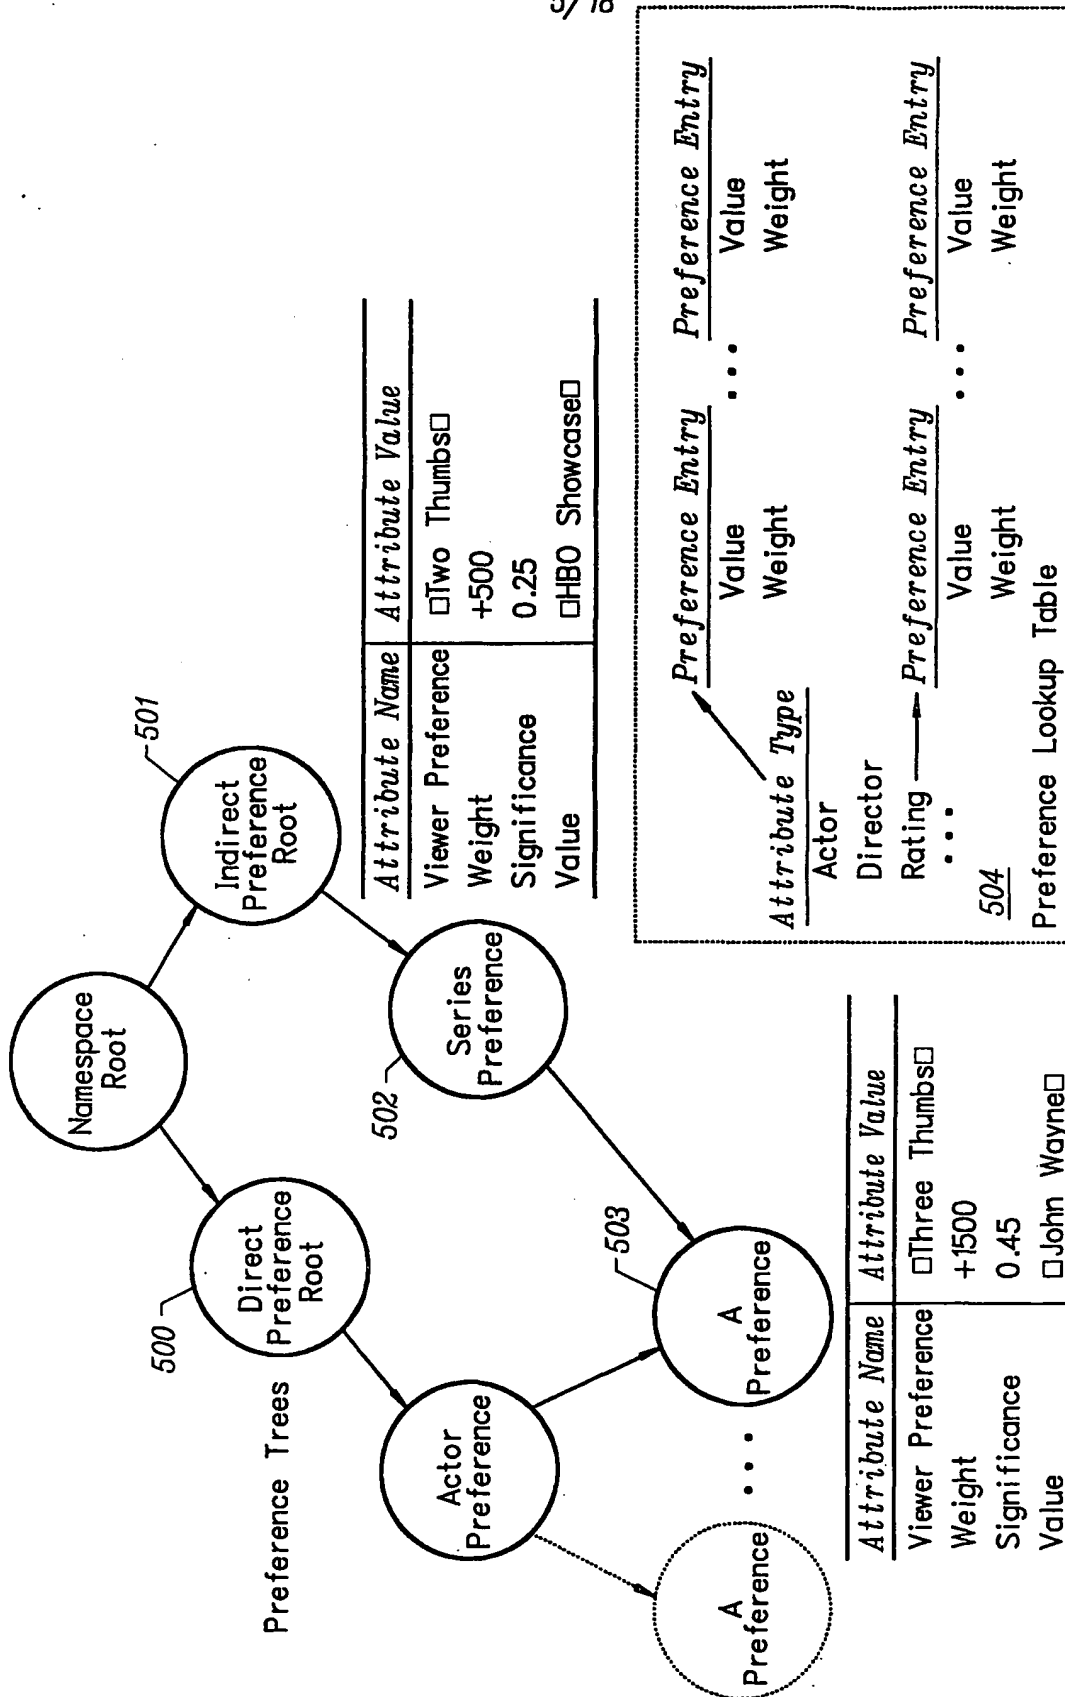 5/18
Preference Trees
Namespace
Root
500
Direct
Preference
Root
501
Indirect
Preference
Root
Actor
Preference
502
Series
Preference
A
Preference
• • •
503
A
Preference
Attribute Name Attribute Value
Viewer Preference □Two Thumbs□
Weight +500
Significance 0.25
Value □HBO Showcase□
Attribute Name Attribute Value
Viewer Preference □Three Thumbs□
Weight +1500
Significance 0.45
Value □John Wayne□
Attribute Type
Actor
Director
Rating
• • •
Preference Entry • • • Preference Entry
Value Value
Weight Weight
Preference Entry • • • Preference Entry
Value Value
Weight Weight
504
Preference Lookup Table